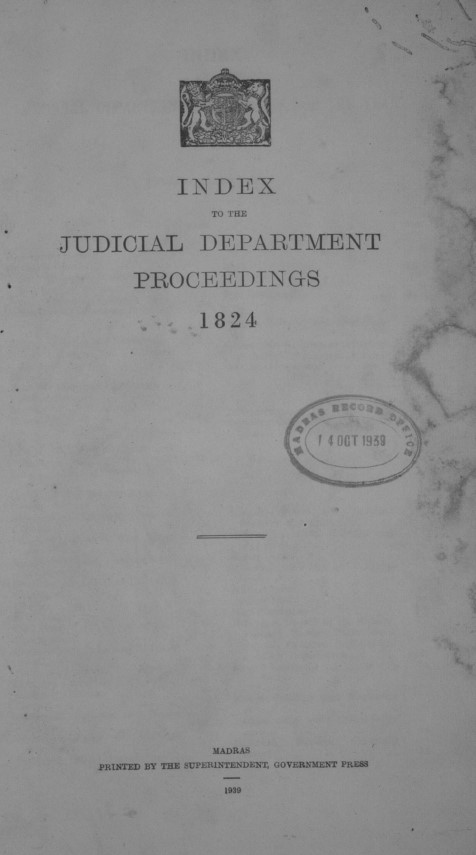 INDEX
TO THE
JUDICIAL DEPARTMENT
PROCEEDINGS
1824
MADRAS RECORD OFFICE
14 OCT 1939
MADRAS
PRINTED BY THE SUPERINTENDENT, GOVERNMENT PRESS
1939